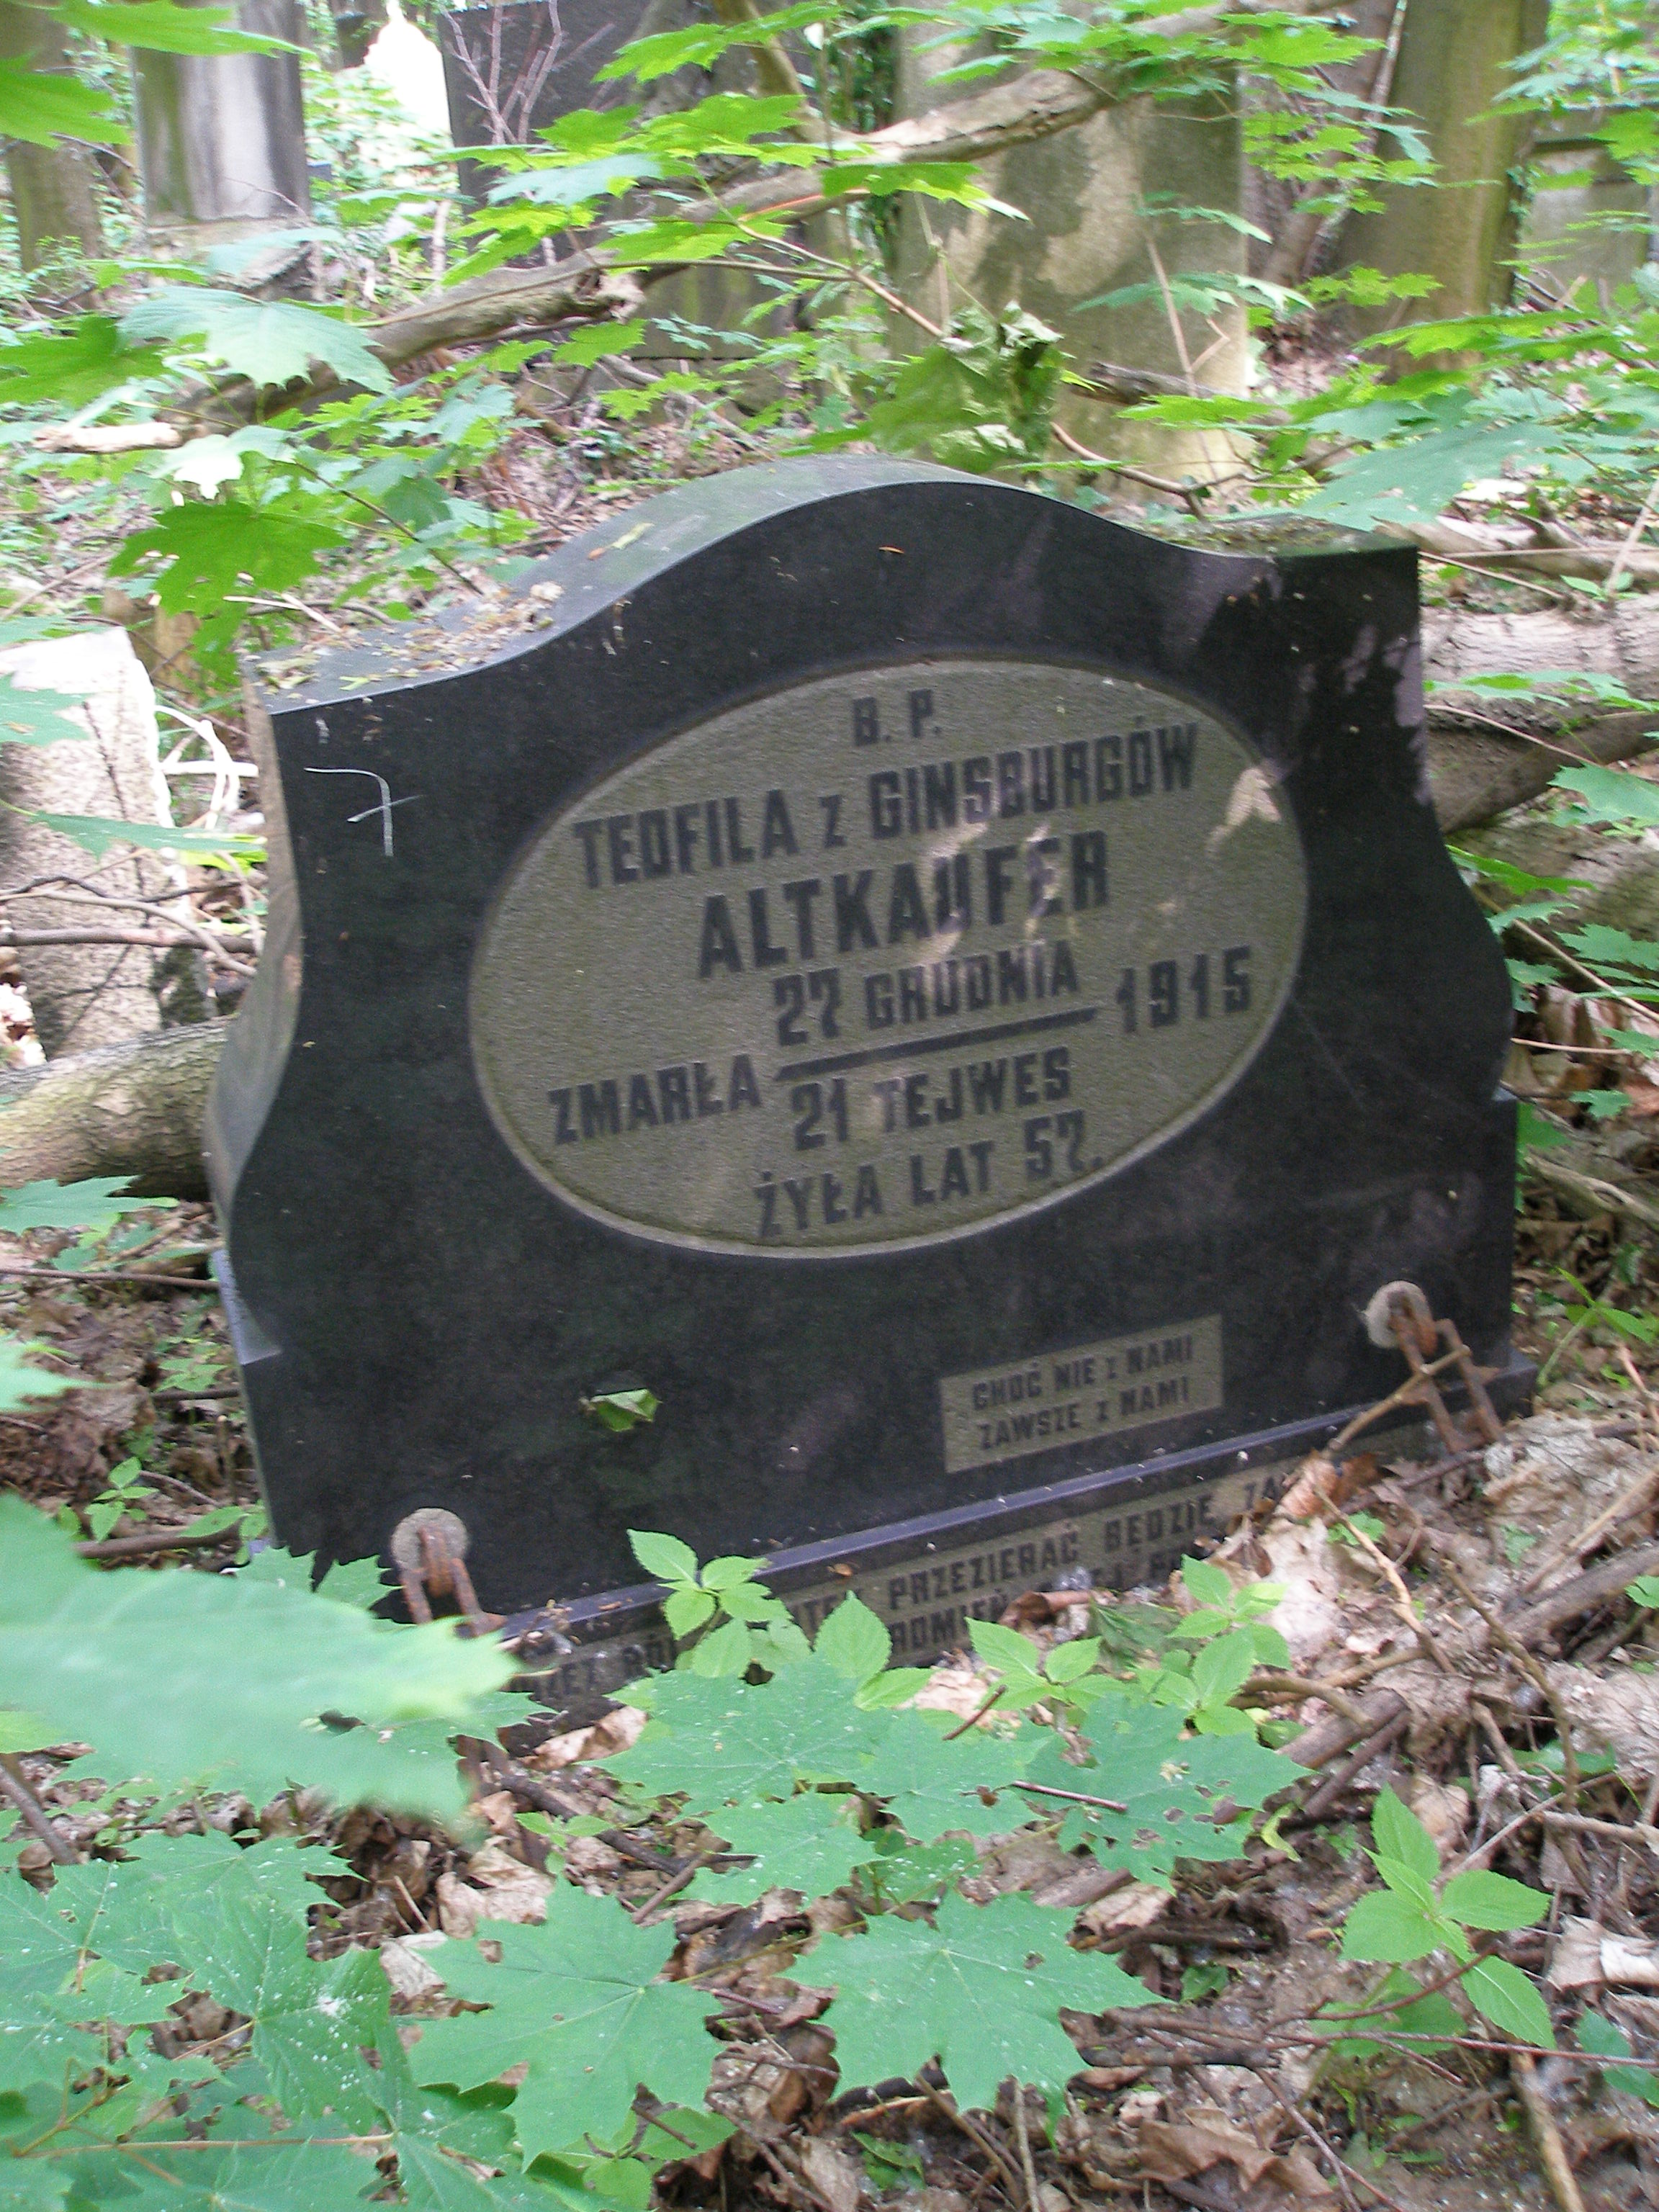 B. P.
TEOFILA Z GINSBURGÓW
ALTKAUFER
27 GRUDNIA
ZMARŁA 1915
21 TEJWES
ŻYŁA LAT 57.
CHOĆ NIE Z NAMI
ZAWSZE Z NAMI
PRZEZIERAĆ BĘDZIE
7